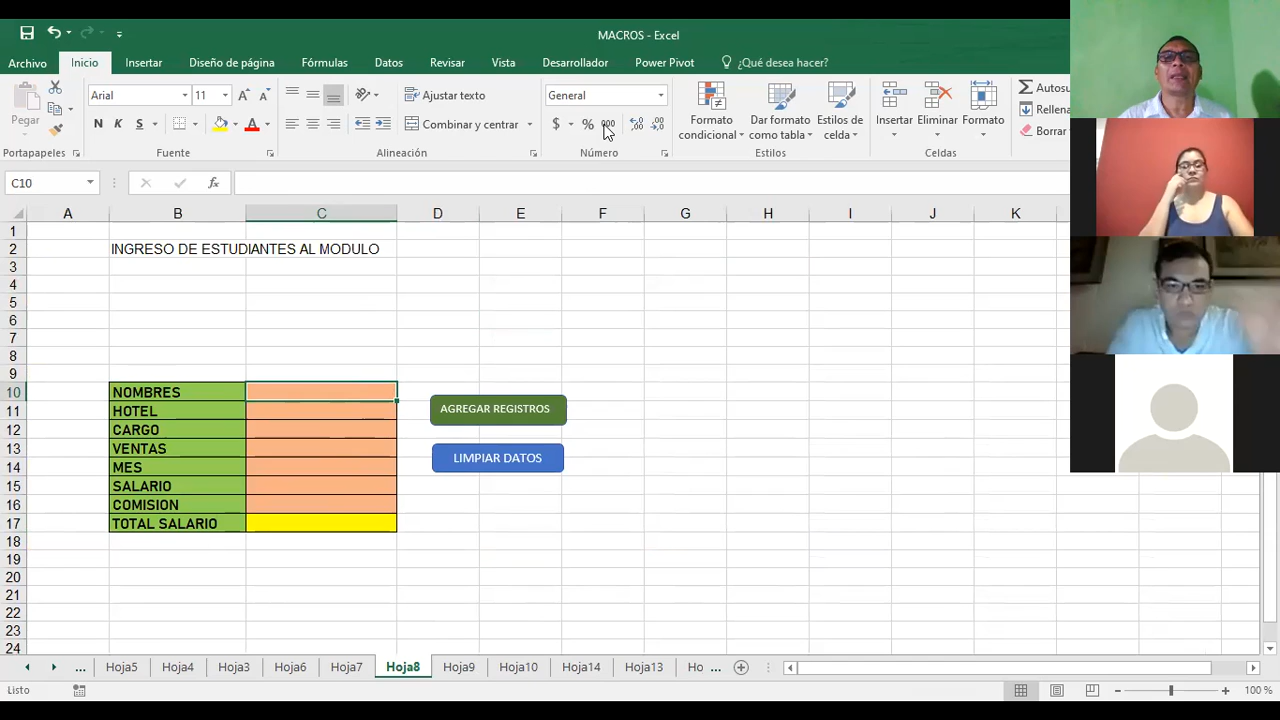 MACROS - Excel
Archivo Inicio Insertar Diseño de página Fórmulas Datos Revisar Vista Desarrollador Power Pivot ¿Qué desea hacer?
Pegar
Arial 11
N K S
Ajustar texto
Combinar y centrar
General
$ % 000
Formato condicional
Dar formato como tabla
Estilos de celda
Insertar Eliminar Formato
Autosu
Rellena
Borrar
Portapapeles Fuente Alineación Número Estilos Celdas
C10 fx
A B C D E F G H I J K
1
2 INGRESO DE ESTUDIANTES AL MODULO
3
4
5
6
7
8
9
10 NOMBRES
11 HOTEL AGREGAR REGISTROS
12 CARGO
13 VENTAS LIMPIAR DATOS
14 MES
15 SALARIO
16 COMISION
17 TOTAL SALARIO
18
19
20
21
22
23
24
... Hoja5 Hoja4 Hoja3 Hoja6 Hoja7 Hoja8 Hoja9 Hoja10 Hoja14 Hoja13 Ho ...
Listo 100 %